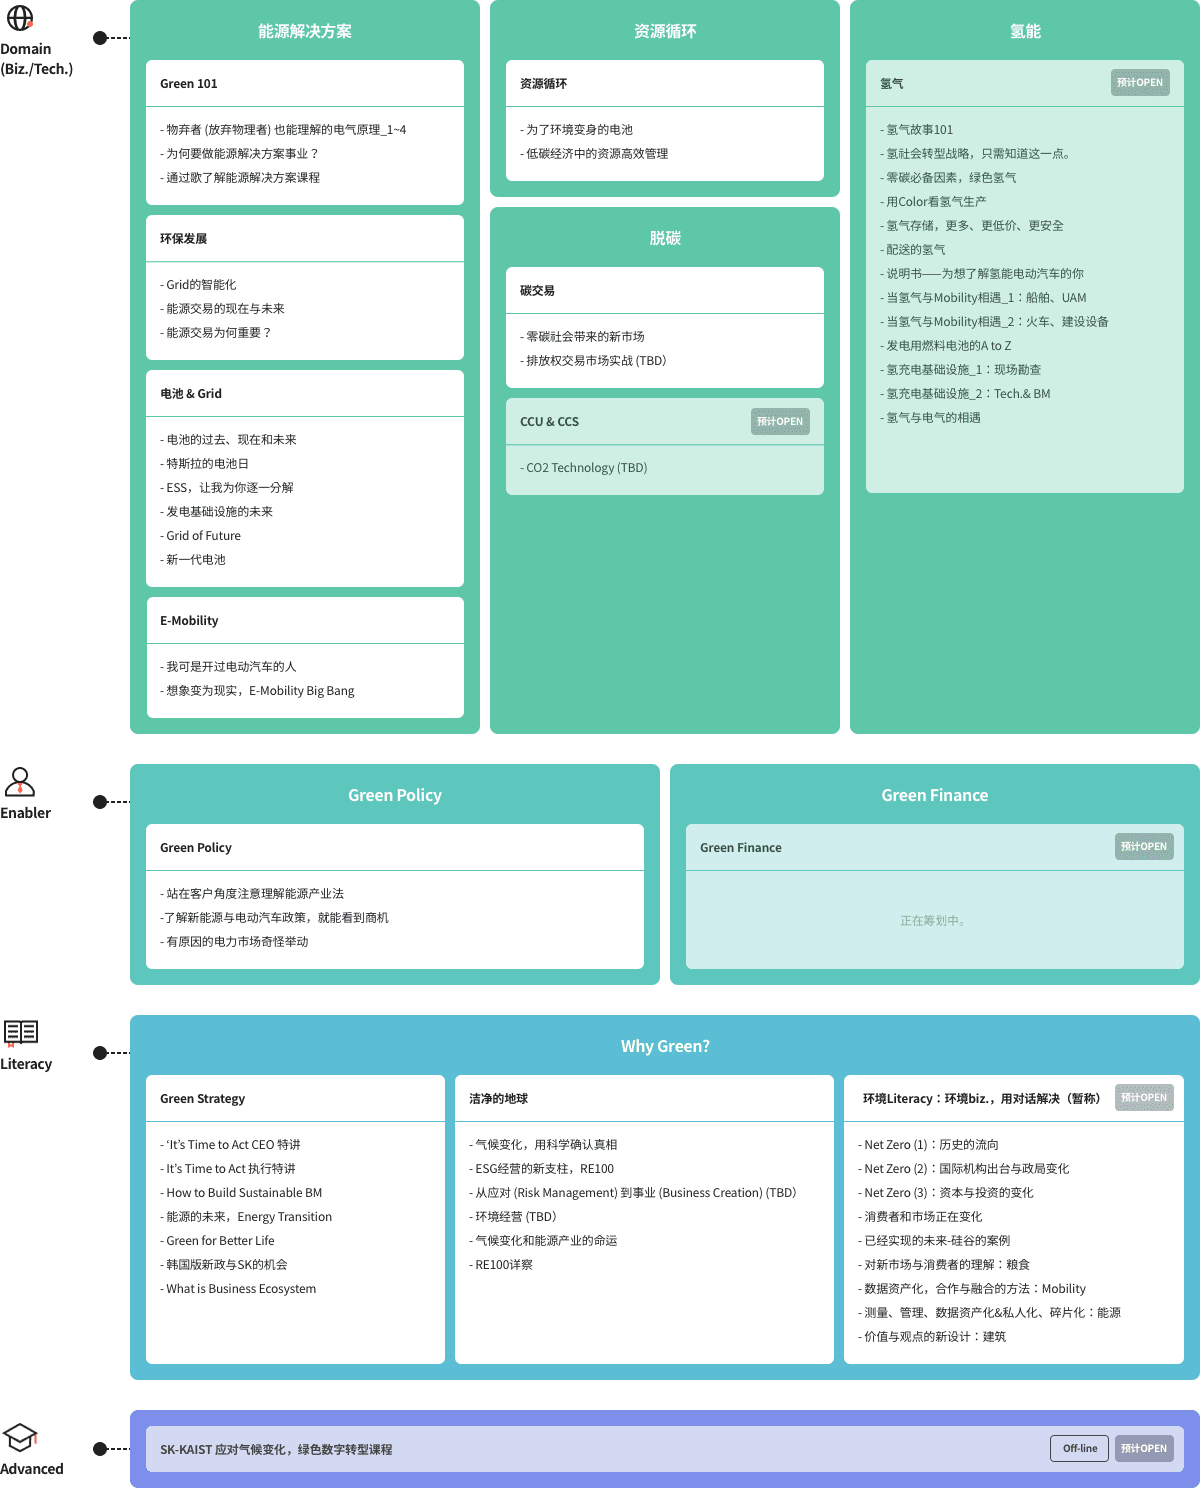 Domain
(Biz./Tech.)
能源解决方案
Green 101
- 物弃者 (放弃物理者) 也能理解的电气原理_1~4
- 为何要做能源解决方案事业？
- 通过歌了解能源解决方案课程
环保发展
- Grid的智能化
- 能源交易的现在与未来
- 能源交易为何重要？
电池 & Grid
- 电池的过去、现在和未来
- 特斯拉的电池日
- ESS，让我为你逐一分解
- 发电基础设施的未来
- Grid of Future
- 新一代电池
E-Mobility
- 我可是开过电动汽车的人
- 想象变为现实，E-Mobility Big Bang
资源循环
资源循环
- 为了环境变身的电池
- 低碳经济中的资源高效管理
脱碳
碳交易
- 零碳社会带来的新市场
- 排放权交易市场实战 (TBD）
CCU & CCS
预计OPEN
- CO2 Technology (TBD)
氢能
氢气
预计OPEN
- 氢气故事101
- 氢社会转型战略，只需知道这一点。
- 零碳必备因素，绿色氢气
- 用Color看氢气生产
- 氢气存储，更多、更低价、更安全
- 配送的氢气
- 说明书——为想了解氢能电动汽车的你
- 当氢气与Mobility相遇_1：船舶、UAM
- 当氢气与Mobility相遇_2：火车、建设设备
- 发电用燃料电池的A to Z
- 氢充电基础设施_1：现场勘查
- 氢充电基础设施_2：Tech.& BM
- 氢气与电气的相遇
Enabler
Green Policy
Green Policy
- 站在客户角度注意理解能源产业法
-了解新能源与电动汽车政策，就能看到商机
- 有原因的电力市场奇怪举动
Green Finance
Green Finance
预计OPEN
正在筹划中。
Literacy
Why Green?
Green Strategy
- ‘It’s Time to Act CEO 特讲
- It’s Time to Act 执行特讲
- How to Build Sustainable BM
- 能源的未来，Energy Transition
- Green for Better Life
- 韩国版新政与SK的机会
- What is Business Ecosystem
洁净的地球
- 气候变化，用科学确认真相
- ESG经营的新支柱，RE100
- 从应对 (Risk Management) 到事业 (Business Creation) (TBD）
- 环境经营 (TBD）
- 气候变化和能源产业的命运
- RE100详察
环境Literacy：环境biz.，用对话解决（暂称）
预计OPEN
- Net Zero (1)：历史的流向
- Net Zero (2)：国际机构出台与政局变化
- Net Zero (3)：资本与投资的变化
- 消费者和市场正在变化
- 已经实现的未来-硅谷的案例
- 对新市场与消费者的理解：粮食
- 数据资产化，合作与融合的方法：Mobility
- 测量、管理、数据资产化&私人化、碎片化：能源
- 价值与观点的新设计：建筑
Advanced
SK-KAIST 应对气候变化，绿色数字转型课程
Off-line
预计OPEN